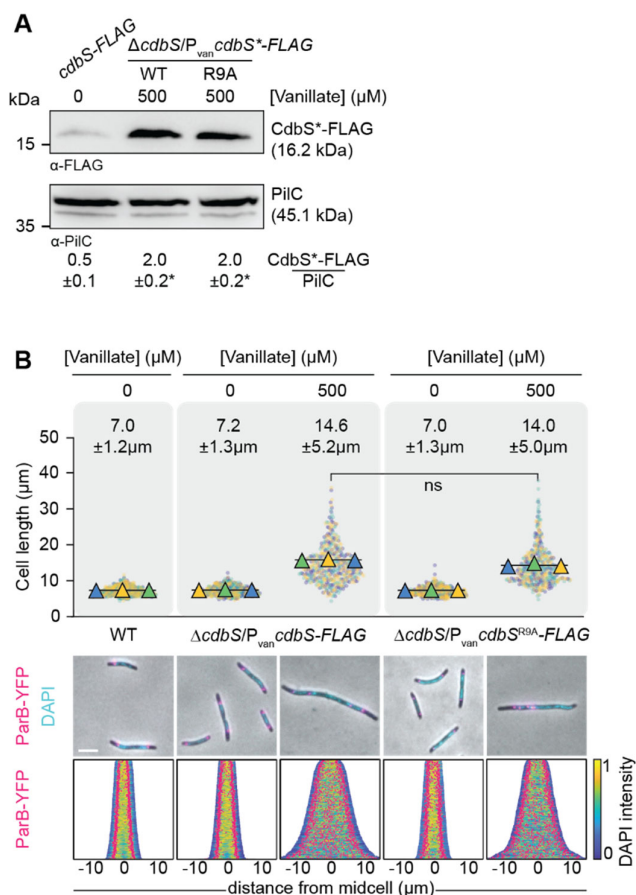 A
cdbS-FLAG
ΔcdbS/PvancdbS*-FLAG
WT R9A
kDa 0 500 500 [Vanillate] (µM)
CdbS*-FLAG
15 (16.2 kDa)
α-FLAG
PilC
(45.1 kDa)
35
α-PilC
0.5 2.0 2.0 CdbS*-FLAG
±0.1 ±0.2* ±0.2* PilC
B
[Vanillate] (µM) [Vanillate] (µM) [Vanillate] (µM)
0 0 500 0 500
7.0 7.2 14.6 7.0 14.0
±1.2µm ±1.3µm ±5.2µm ±1.3µm ±5.0µm
Cell length (µm)
50
40
30
20
10
0
ns
WT ΔcdbS/PvancdbS-FLAG ΔcdbS/PvancdbSR9A-FLAG
ParB-YFP
DAPI
ParB-YFP
1
0
DAPI intensity
-10 0 10 -10 0 10 -10 0 10 -10 0 10 -10 0 10
distance from midcell (µm)